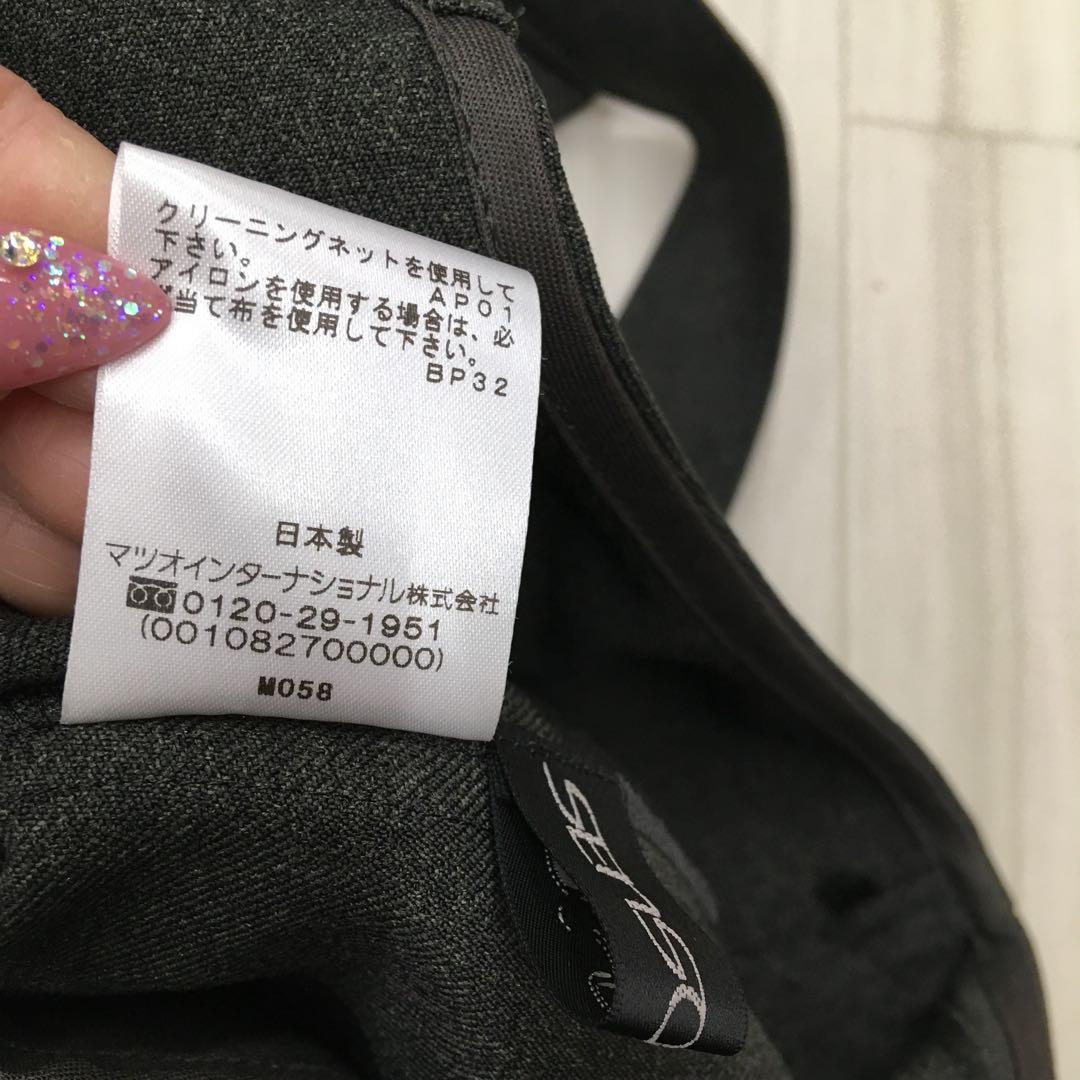 クリーニングネットを使用して
下さい。
AP01
アイロンを使用する場合は、必
ず当て布を使用して下さい。
BP32
日本製
マツオインターナショナル株式会社
0120-29-1951
(001082700000)
M058